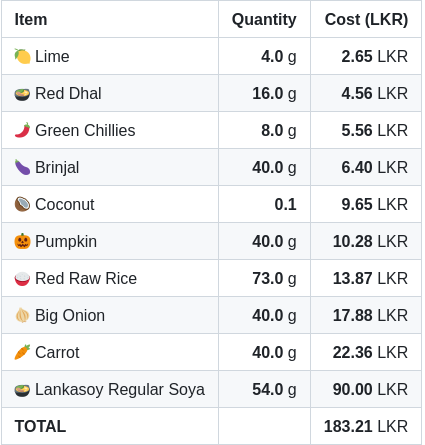 Item Quantity Cost (LKR)
Lime 4.0 g 2.65 LKR
Red Dhal 16.0 g 4.56 LKR
Green Chillies 8.0 g 5.56 LKR
Brinjal 40.0 g 6.40 LKR
Coconut 0.1 9.65 LKR
Pumpkin 40.0 g 10.28 LKR
Red Raw Rice 73.0 g 13.87 LKR
Big Onion 40.0 g 17.88 LKR
Carrot 40.0 g 22.36 LKR
Lankasoy Regular Soya 54.0 g 90.00 LKR
TOTAL 183.21 LKR